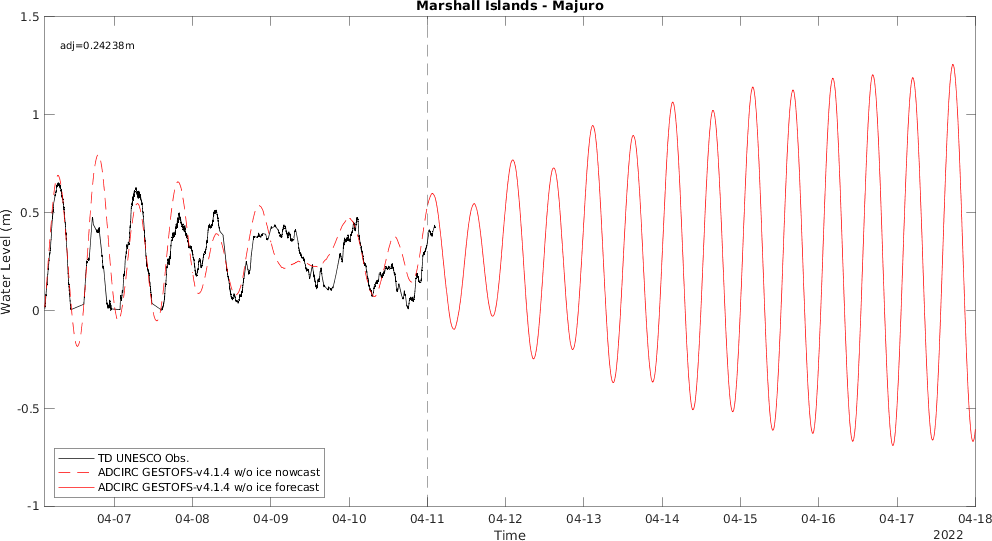 Marshall Islands - Majuro
adj=0.24238m
Water Level (m)
1.5
1
0.5
0
-0.5
-1
TD UNESCO Obs.
ADCIRC GESTOFS-v4.1.4 w/o ice nowcast
ADCIRC GESTOFS-v4.1.4 w/o ice forecast
04-07 04-08 04-09 04-10 04-11 04-12 04-13 04-14 04-15 04-16 04-17 04-18
Time
2022